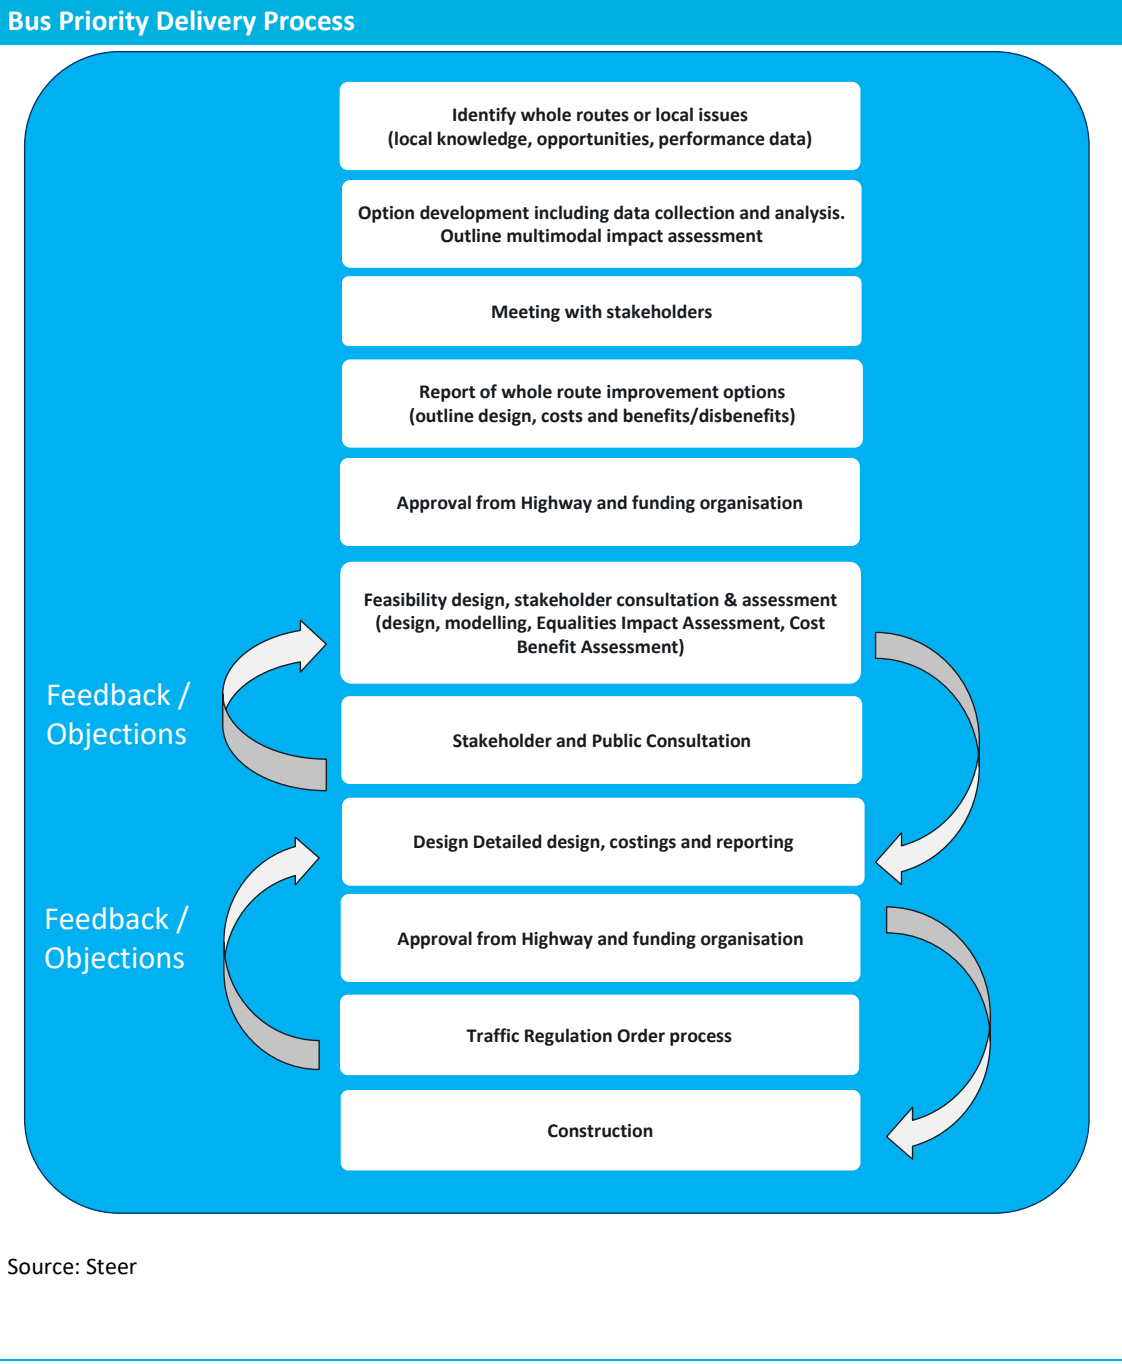 Bus Priority Delivery Process
Identify whole routes or local issues
(local knowledge, opportunities, performance data)
Option development including data collection and analysis.
Outline multimodal impact assessment
Meeting with stakeholders
Report of whole route improvement options
(outline design, costs and benefits/disbenefits)
Approval from Highway and funding organisation
Feasibility design, stakeholder consultation & assessment
(design, modelling, Equalities Impact Assessment, Cost
Benefit Assessment)
Feedback /
Objections
Stakeholder and Public Consultation
Design Detailed design, costings and reporting
Feedback /
Objections
Approval from Highway and funding organisation
Traffic Regulation Order process
Construction
Source: Steer